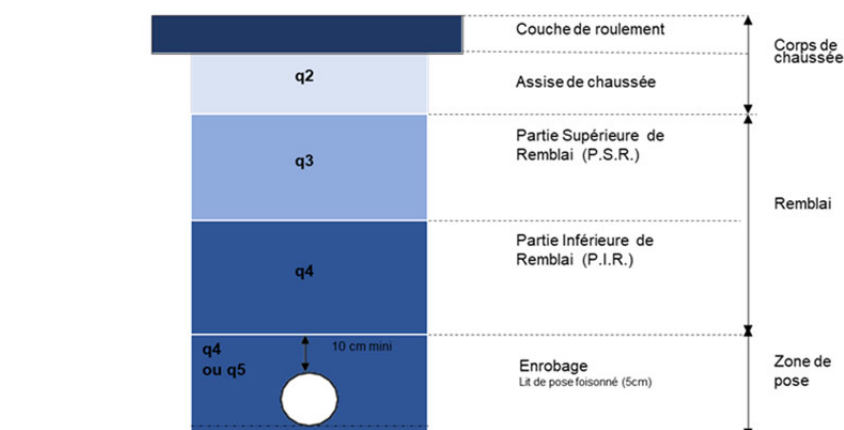 Couche de roulement
Corps de
chaussée
q2
Assise de chaussée
q3
Partie Supérieure de
Remblai (P.S.R.)
Remblai
q4
Partie Inférieure de
Remblai (P.I.R.)
q4
ou q5
10 cm mini
Enrobage
Lit de pose foisonné (5cm)
Zone de
pose